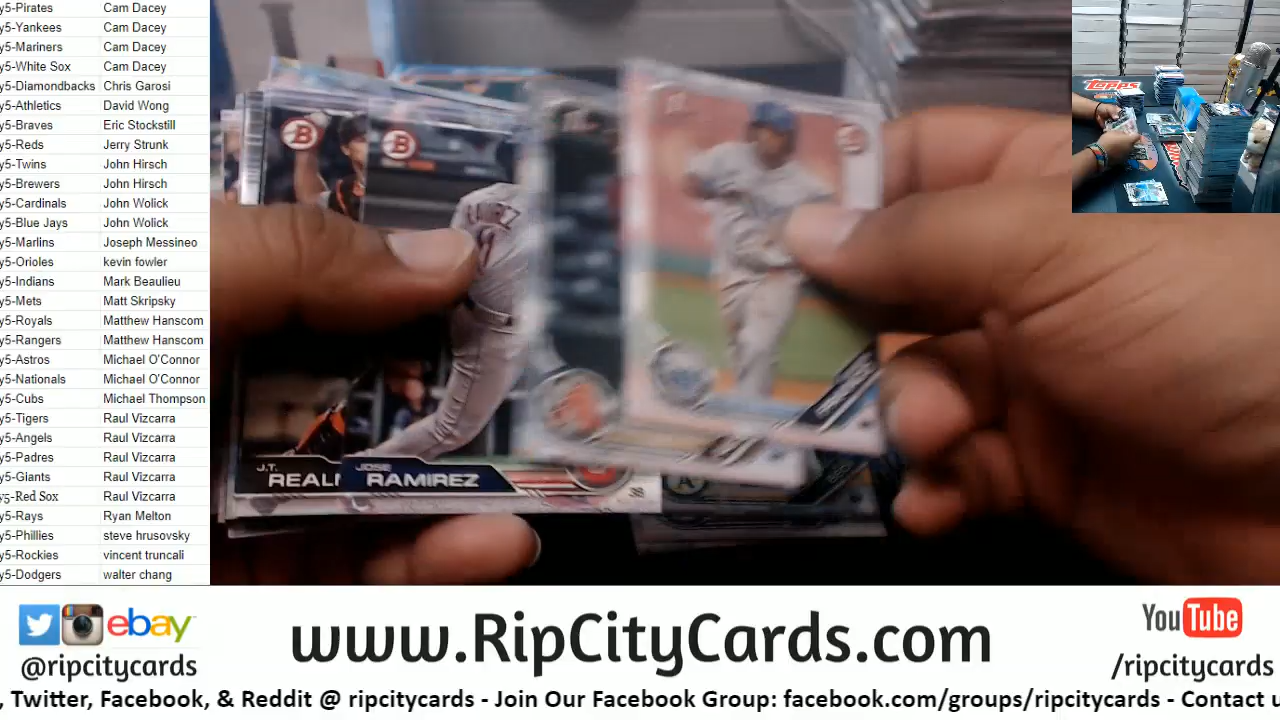 y5-Pirates Cam Dacey
y5-Yankees Cam Dacey
y5-Mariners Cam Dacey
y5-White Sox Cam Dacey
y5-Diamondbacks Chris Garosi
y5-Athletics David Wong
y5-Braves Eric Stockstill
y5-Reds Jerry Strunk
y5-Twins John Hirsch
y5-Brewers John Hirsch
y5-Cardinals John Wolick
y5-Blue Jays John Wolick
y5-Marlins Joseph Messineo
y5-Orioles kevin fowler
y5-Indians Mark Beaulieu
y5-Mets Matt Skripsky
y5-Royals Matthew Hanscom
y5-Rangers Matthew Hanscom
y5-Astros Michael O'Connor
y5-Nationals Michael O'Connor
y5-Cubs Michael Thompson
y5-Tigers Raul Vizcarra
y5-Angels Raul Vizcarra
y5-Padres Raul Vizcarra
y5-Giants Raul Vizcarra
y5-Red Sox Raul Vizcarra
y5-Rays Ryan Melton
y5-Phillies steve hrusovsky
y5-Rockies vincent truncali
y5-Dodgers walter chang
Topps
B
B
J.T.
REAL
JOSE
RAMIREZ
38
ebay
@ripcitycards
www.RipCityCards.com
YouTube
/ripcitycards
, Twitter, Facebook, & Reddit @ ripcitycards - Join Our Facebook Group: facebook.com/groups/ripcitycards - Contact u